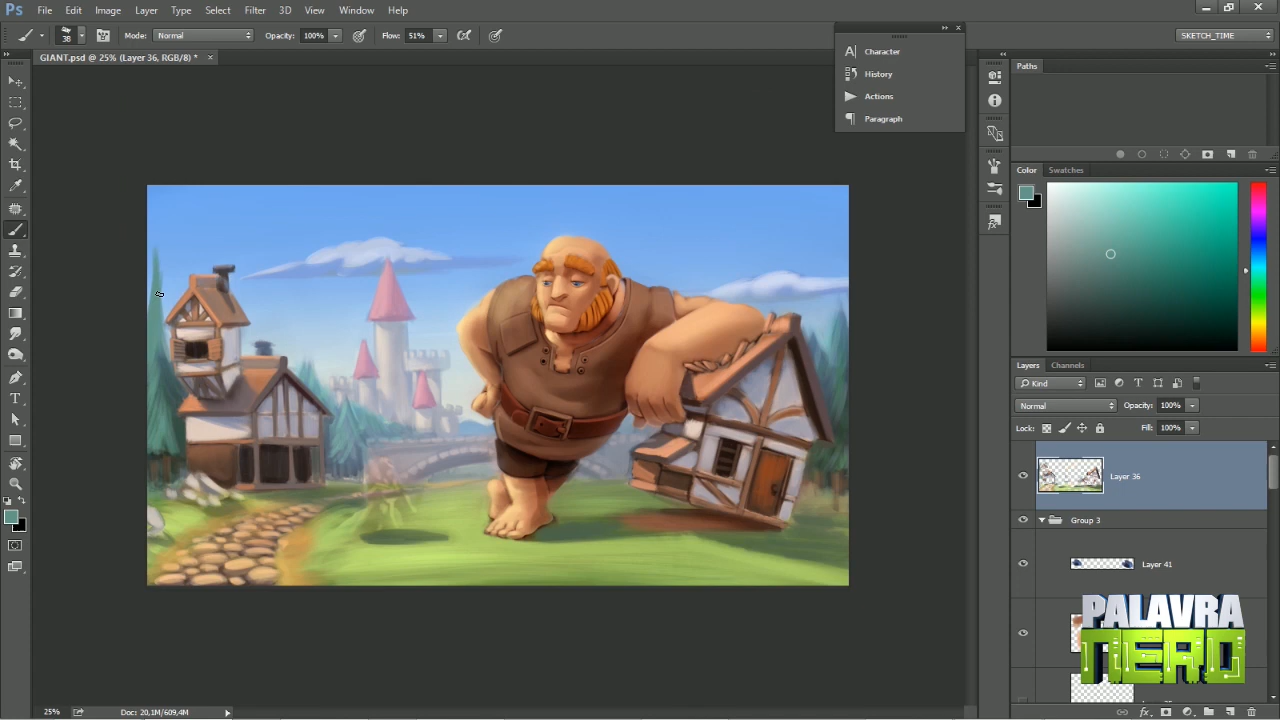 Ps File Edit Image Layer Type Select Filter 3D View Window Help
38 Mode: Normal Opacity: 100% Flow: 51% SKETCH_TIME
GIANT.psd @ 25% (Layer 36, RGB/8) *
Character
History
Actions
Paragraph
Paths
Color Swatches
Layers Channels
Kind
Normal Opacity: 100%
Lock: Fill: 100%
Layer 36
Group 3
Layer 41
PALAVRA
NERD
25% Doc: 20,1M/609,4M